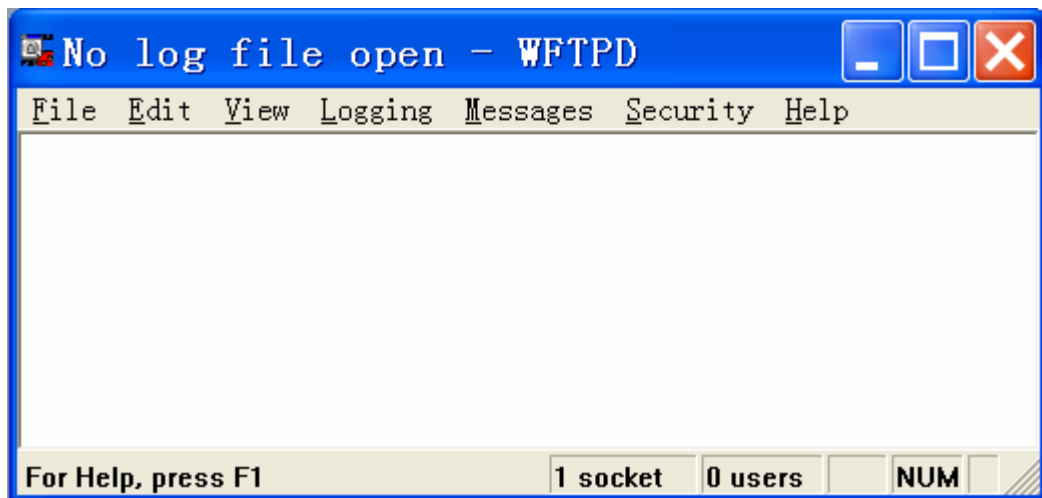 No log file open - WFTPD
File Edit View Logging Messages Security Help
For Help, press F1 1 socket 0 users NUM